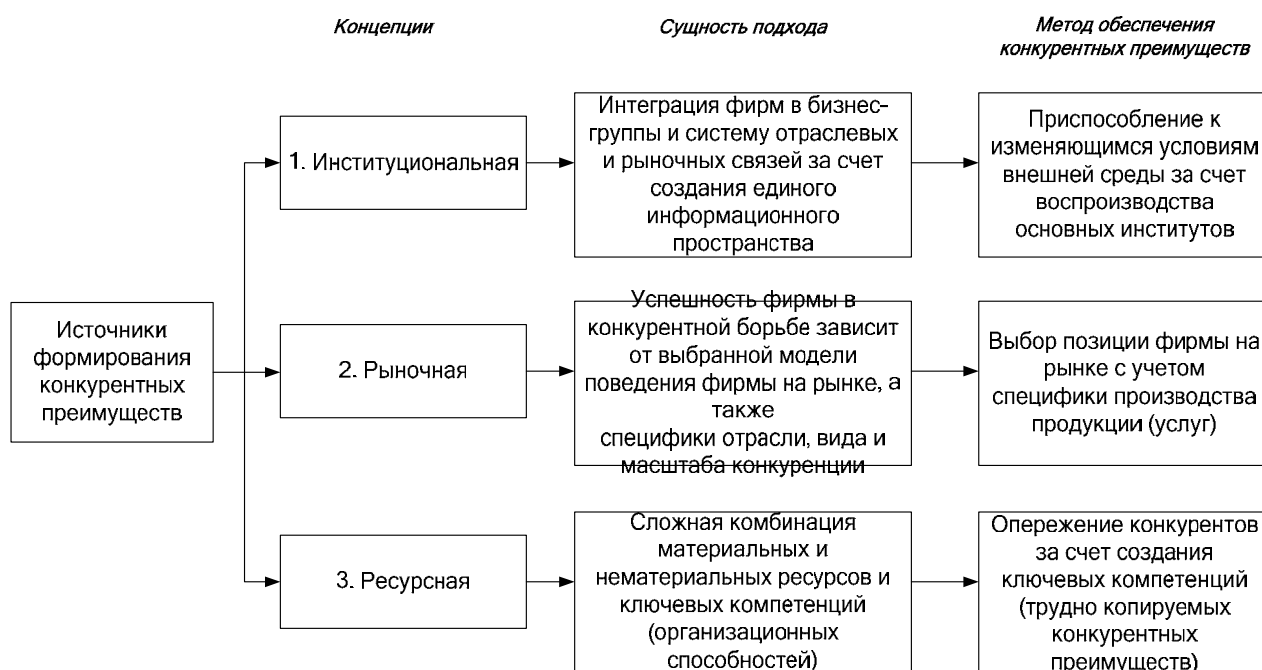 Концепции
Сущность подхода
Метод обеспечения
конкурентных преимуществ
Источники
формирования
конкурентных
преимуществ
1. Институциональная
Интеграция фирм в бизнес-
группы и систему отраслевых
и рыночных связей за счет
создания единого
информационного
пространства
Приспособление к
изменяющимся условиям
внешней среды за счет
воспроизводства
основных институтов
2. Рыночная
Успешность фирмы в
конкурентной борьбе зависит
от выбранной модели
поведения фирмы на рынке, а
также
специфики отрасли, вида и
масштаба конкуренции
Выбор позиции фирмы на
рынке с учетом
специфики производства
продукции (услуг)
3. Ресурсная
Сложная комбинация
материальных и
нематериальных ресурсов и
ключевых компетенций
(организационных
способностей)
Опережение конкурентов
за счет создания
ключевых компетенций
(трудно копируемых
конкурентных
преимуществ)